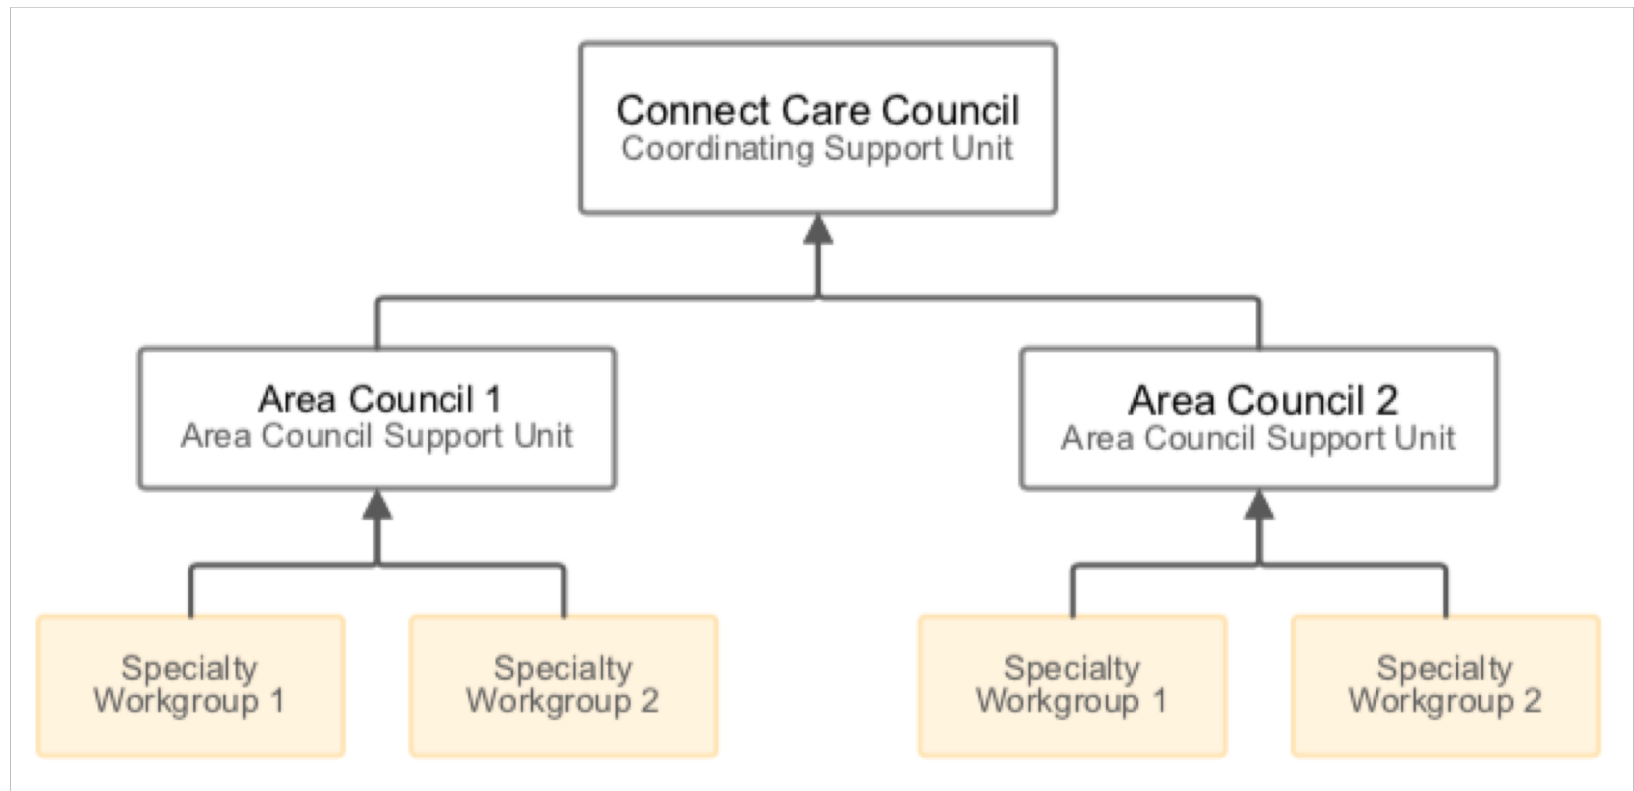 Connect Care Council
Coordinating Support Unit
Area Council 1
Area Council Support Unit
Area Council 2
Area Council Support Unit
Specialty
Workgroup 1
Specialty
Workgroup 2
Specialty
Workgroup 1
Specialty
Workgroup 2